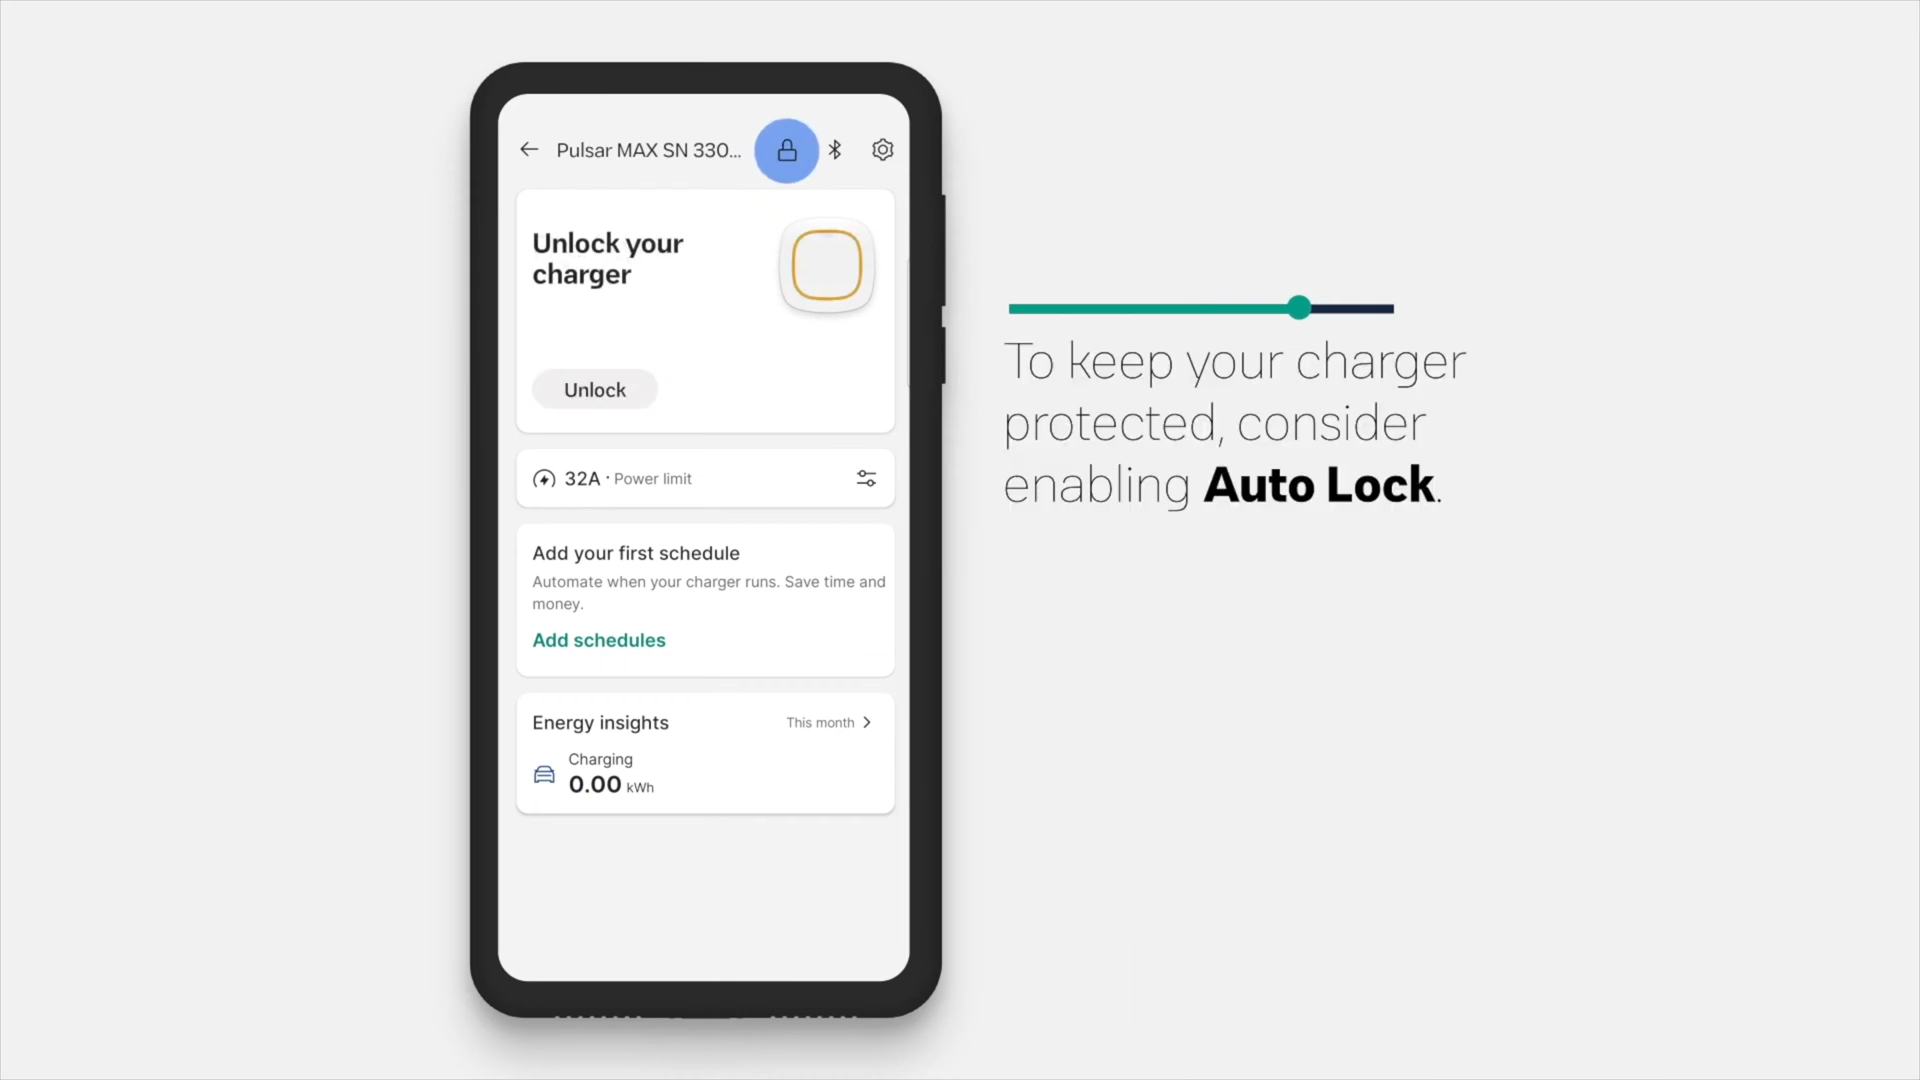 Pulsar MAX SN 330...
Unlock your
charger
Unlock
32A · Power limit
Add your first schedule
Automate when your charger runs. Save time and
money.
Add schedules
Energy insights
This month
Charging
0.00 kWh
To keep your charger
protected, consider
enabling Auto Lock.